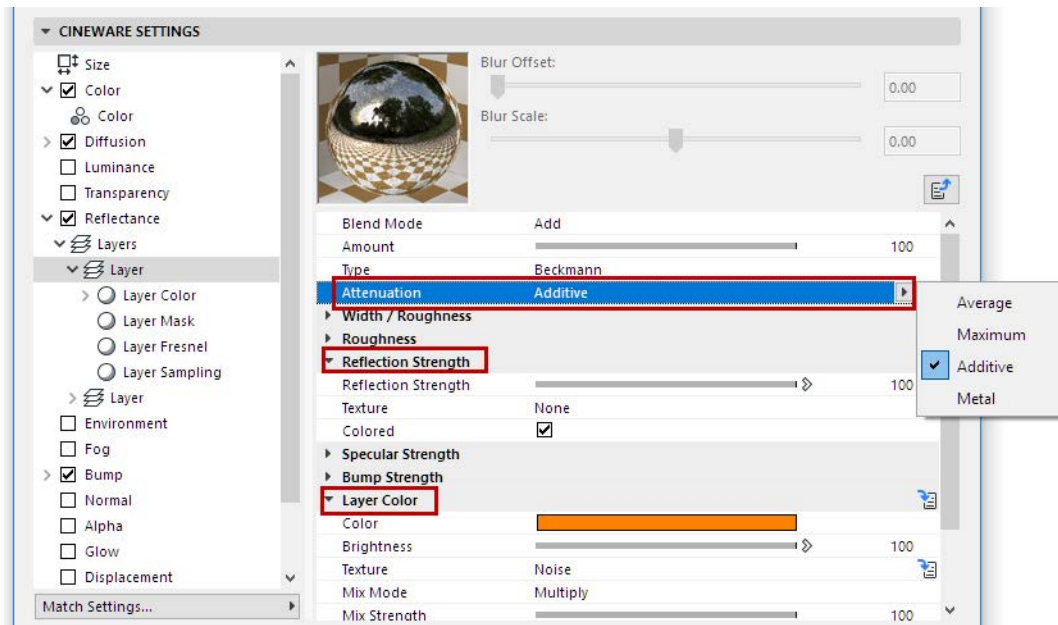 CINEWARE SETTINGS
Size
Color
Color
Diffusion
Luminance
Transparency
Reflectance
Layers
Layer
Layer Color
Layer Mask
Layer Fresnel
Layer Sampling
Layer
Environment
Fog
Bump
Normal
Alpha
Glow
Displacement
Match Settings...
Blur Offset:
0.00
Blur Scale:
0.00
Blend Mode Add
Amount 100
Type Beckmann
Attenuation Additive
Width / Roughness
Roughness
Reflection Strength
Reflection Strength 100
Texture None
Colored
Specular Strength
Bump Strength
Layer Color
Color
Brightness 100
Texture Noise
Mix Mode Multiply
Mix Strength 100
Average
Maximum
Additive
Metal